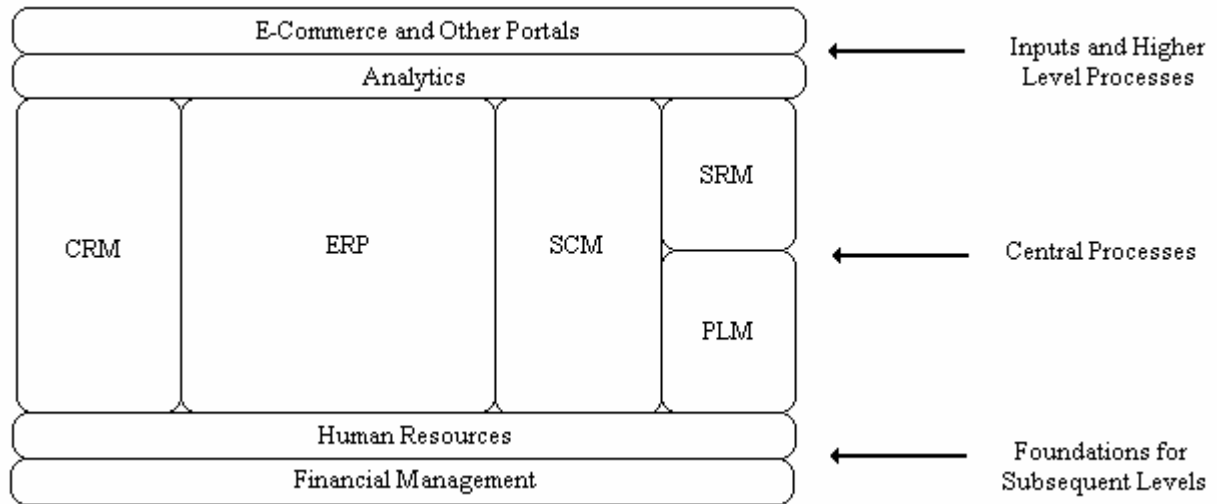 E-Commerce and Other Portals
Analytics
Inputs and Higher
Level Processes
CRM
ERP
SCM
SRM
PLM
Central Processes
Human Resources
Financial Management
Foundations for
Subsequent Levels